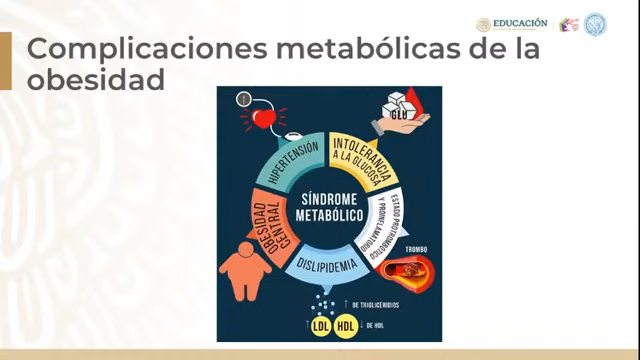 EDUCACIÓN
Complicaciones metabólicas de la
obesidad
GLU
HIPERTENSIÓN
INTOLERANCIA
A LA GLUCOSA
SÍNDROME
METABÓLICO
ESTADO PROTROMBÓTICO
Y PROINFLAMATORIO
OBESIDAD
CENTRAL
DISLIPIDEMIA
TROMBO
↑ DE TRIGLICÉRIDOS
↑ LDL HDL ↓ DE HDL